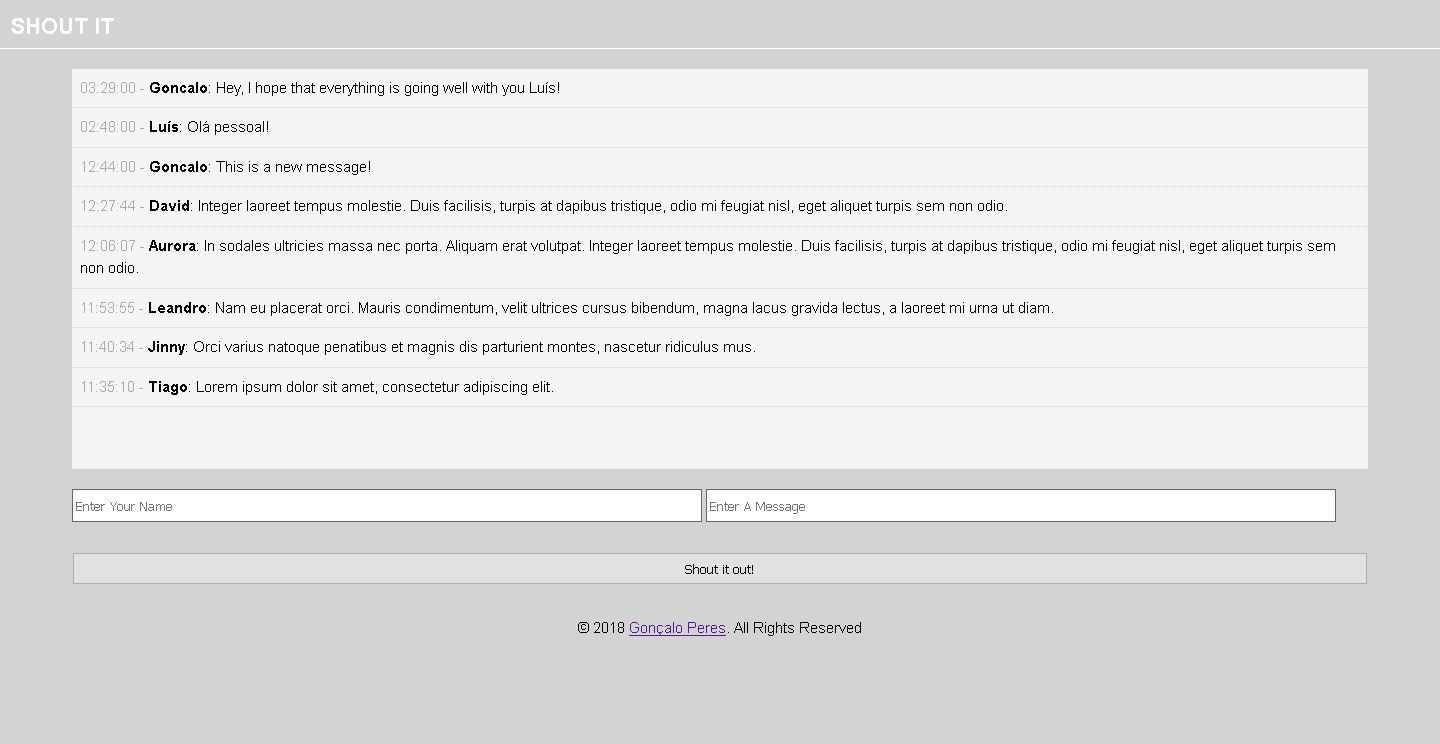 SHOUT IT
03:29:00 - Goncalo: Hey, I hope that everything is going well with you Luís!
02:48:00 - Luís: Olá pessoal!
12:44:00 - Goncalo: This is a new message!
12:27:44 - David: Integer laoreet tempus molestie. Duis facilisis, turpis at dapibus tristique, odio mi feugiat nisl, eget aliquet turpis sem non odio.
12:06:07 - Aurora: In sodales ultricies massa nec porta. Aliquam erat volutpat. Integer laoreet tempus molestie. Duis facilisis, turpis at dapibus tristique, odio mi feugiat nisl, eget aliquet turpis sem
non odio.
11:53:55 - Leandro: Nam eu placerat orci. Mauris condimentum, velit ultrices cursus bibendum, magna lacus gravida lectus, a laoreet mi urna ut diam.
11:40:34 - Jinny: Orci varius natoque penatibus et magnis dis parturient montes, nascetur ridiculus mus.
11:35:10 - Tiago: Lorem ipsum dolor sit amet, consectetur adipiscing elit.
Enter Your Name Enter A Message
Shout it out!
© 2018 Gonçalo Peres. All Rights Reserved